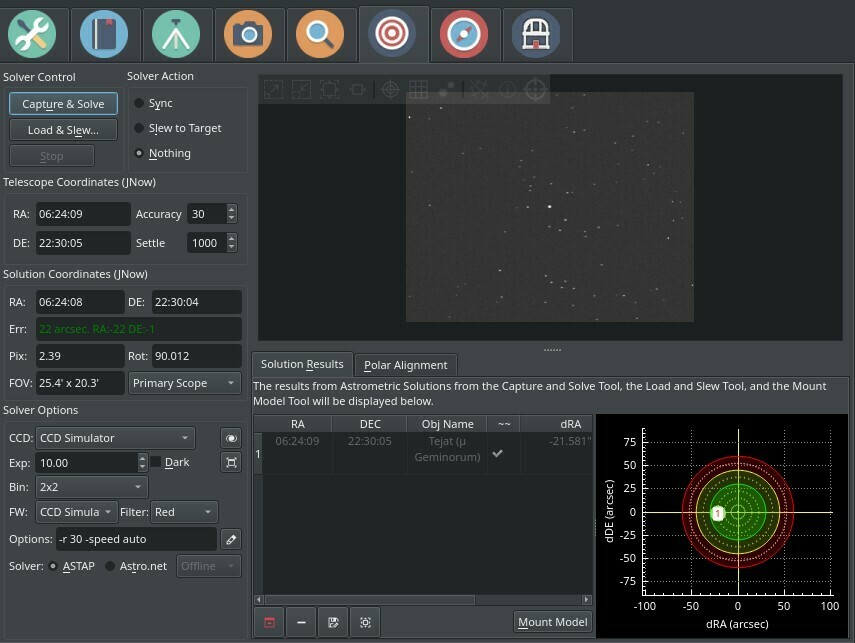 Solver Control
Solver Action
Capture & Solve
Sync
Load & Slew...
Slew to Target
Stop
Nothing
Telescope Coordinates (JNow)
RA: 06:24:09 Accuracy 30
DE: 22:30:05 Settle 1000
Solution Coordinates (JNow)
RA: 06:24:08 DE: 22:30:04
Err: 22 arcsec. RA:-22 DE:-1
Pix: 2.39 Rot: 90.012
FOV: 25.4' x 20.3' Primary Scope
Solver Options
CCD: CCD Simulator
Exp: 10.00 Dark
Bin: 2x2
FW: CCD Simula Filter: Red
Options: -r 30 -speed auto
Solver: ASTAP Astro.net Offline
Solution Results Polar Alignment
The results from Astrometric Solutions from the Capture and Solve Tool, the Load and Slew Tool, and the Mount
Model Tool will be displayed below.
RA DEC Obj Name ~~ dRA
1 06:24:09 22:30:05 Tejat (μ -21.581"
Geminorum)
Mount Model
dDE (arcsec)
75
50
25
0
-25
-50
-75
1
-100 -50 0 50 100
dRA (arcsec)